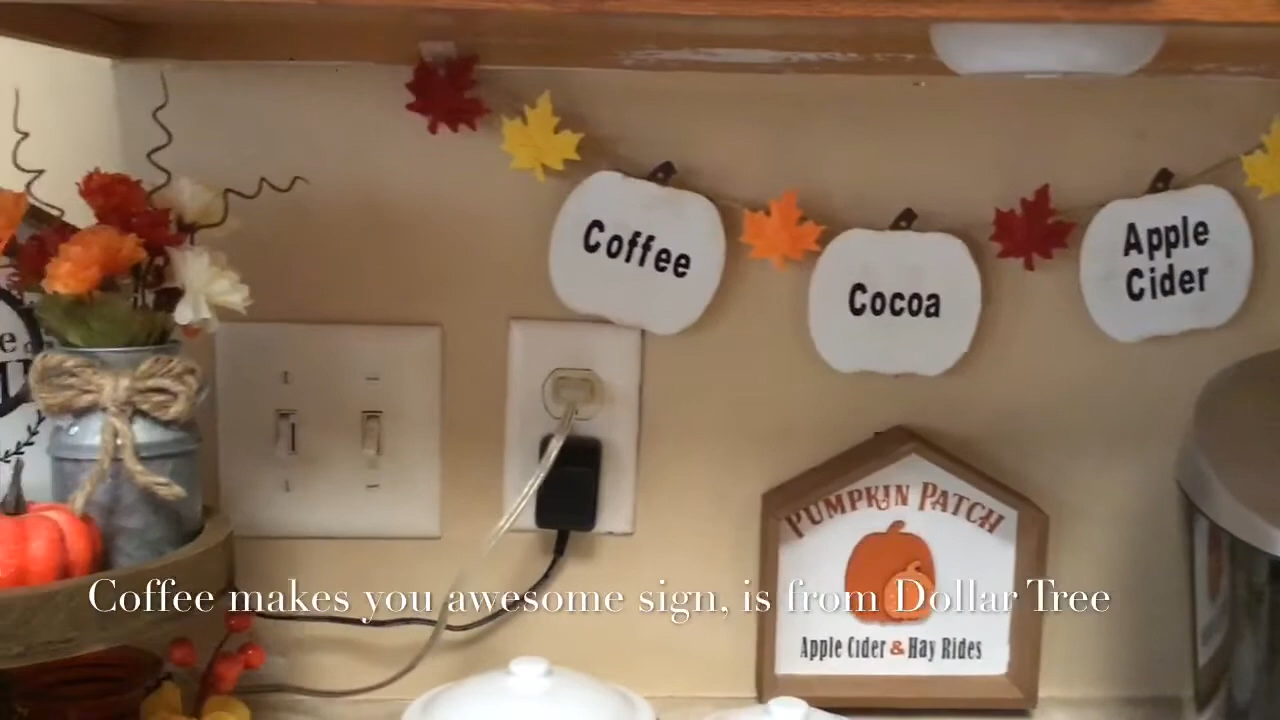 Coffee
Cocoa
Apple
Cider
PUMPKIN PATCH
Apple Cider & Hay Rides
Coffee makes you awesome sign, is from Dollar Tree